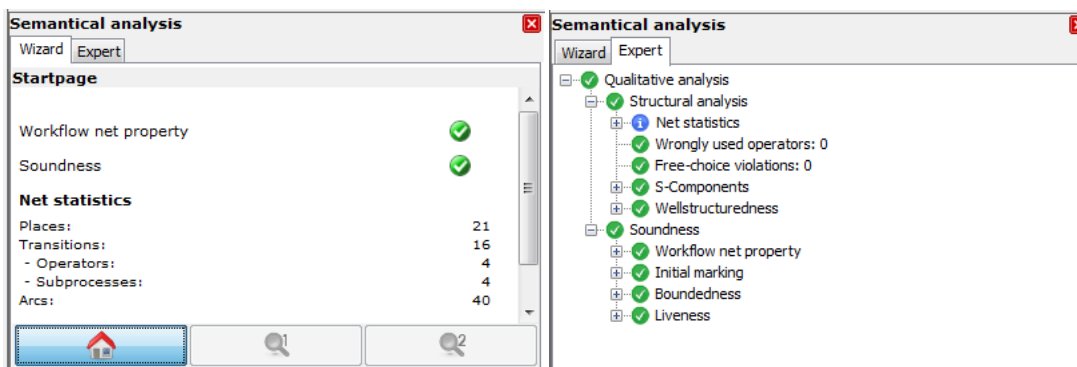 Semantical analysis
Wizard Expert
Startpage
Workflow net property
Soundness
Net statistics
Places: 21
Transitions: 16
- Operators: 4
- Subprocesses: 4
Arcs: 40
1
2
Semantical analysis
Wizard Expert
Qualitative analysis
Structural analysis
Net statistics
Wrongly used operators: 0
Free-choice violations: 0
S-Components
Wellstructuredness
Soundness
Workflow net property
Initial marking
Boundedness
Liveness